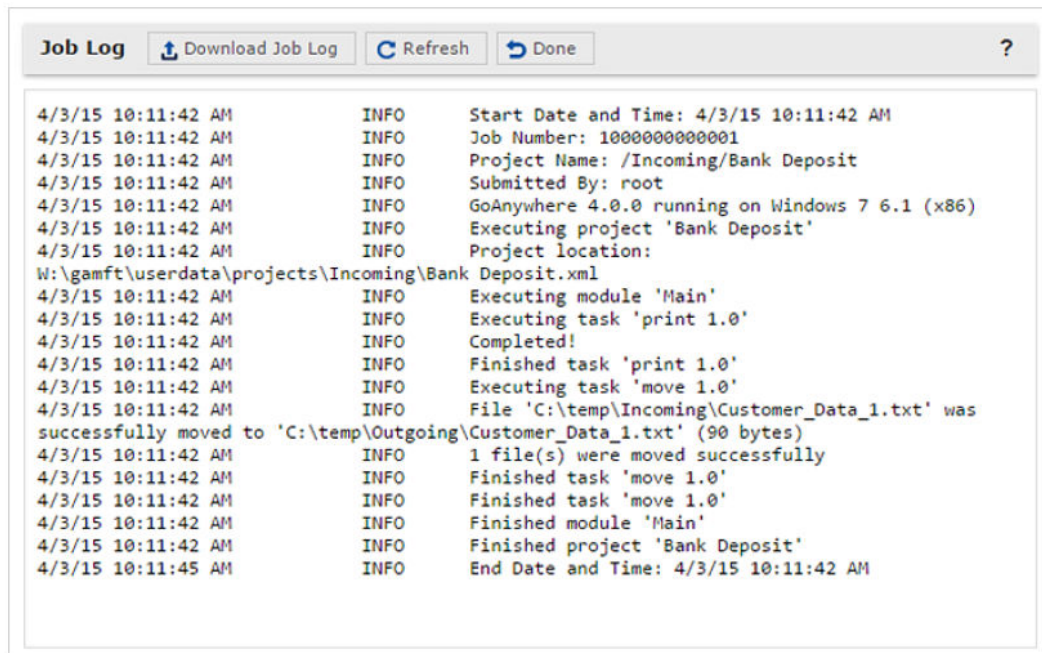 Job Log Download Job Log Refresh Done ?
4/3/15 10:11:42 AM INFO Start Date and Time: 4/3/15 10:11:42 AM
4/3/15 10:11:42 AM INFO Job Number: 1000000000001
4/3/15 10:11:42 AM INFO Project Name: /Incoming/Bank Deposit
4/3/15 10:11:42 AM INFO Submitted By: root
4/3/15 10:11:42 AM INFO GoAnywhere 4.0.0 running on Windows 7 6.1 (x86)
4/3/15 10:11:42 AM INFO Executing project 'Bank Deposit'
4/3/15 10:11:42 AM INFO Project location:
W:\gamft\userdata\projects\Incoming\Bank Deposit.xml
4/3/15 10:11:42 AM INFO Executing module 'Main'
4/3/15 10:11:42 AM INFO Executing task 'print 1.0'
4/3/15 10:11:42 AM INFO Completed!
4/3/15 10:11:42 AM INFO Finished task 'print 1.0'
4/3/15 10:11:42 AM INFO Executing task 'move 1.0'
4/3/15 10:11:42 AM INFO File 'C:\temp\Incoming\Customer_Data_1.txt' was
successfully moved to 'C:\temp\Outgoing\Customer_Data_1.txt' (90 bytes)
4/3/15 10:11:42 AM INFO 1 file(s) were moved successfully
4/3/15 10:11:42 AM INFO Finished task 'move 1.0'
4/3/15 10:11:42 AM INFO Finished task 'move 1.0'
4/3/15 10:11:42 AM INFO Finished module 'Main'
4/3/15 10:11:42 AM INFO Finished project 'Bank Deposit'
4/3/15 10:11:45 AM INFO End Date and Time: 4/3/15 10:11:42 AM